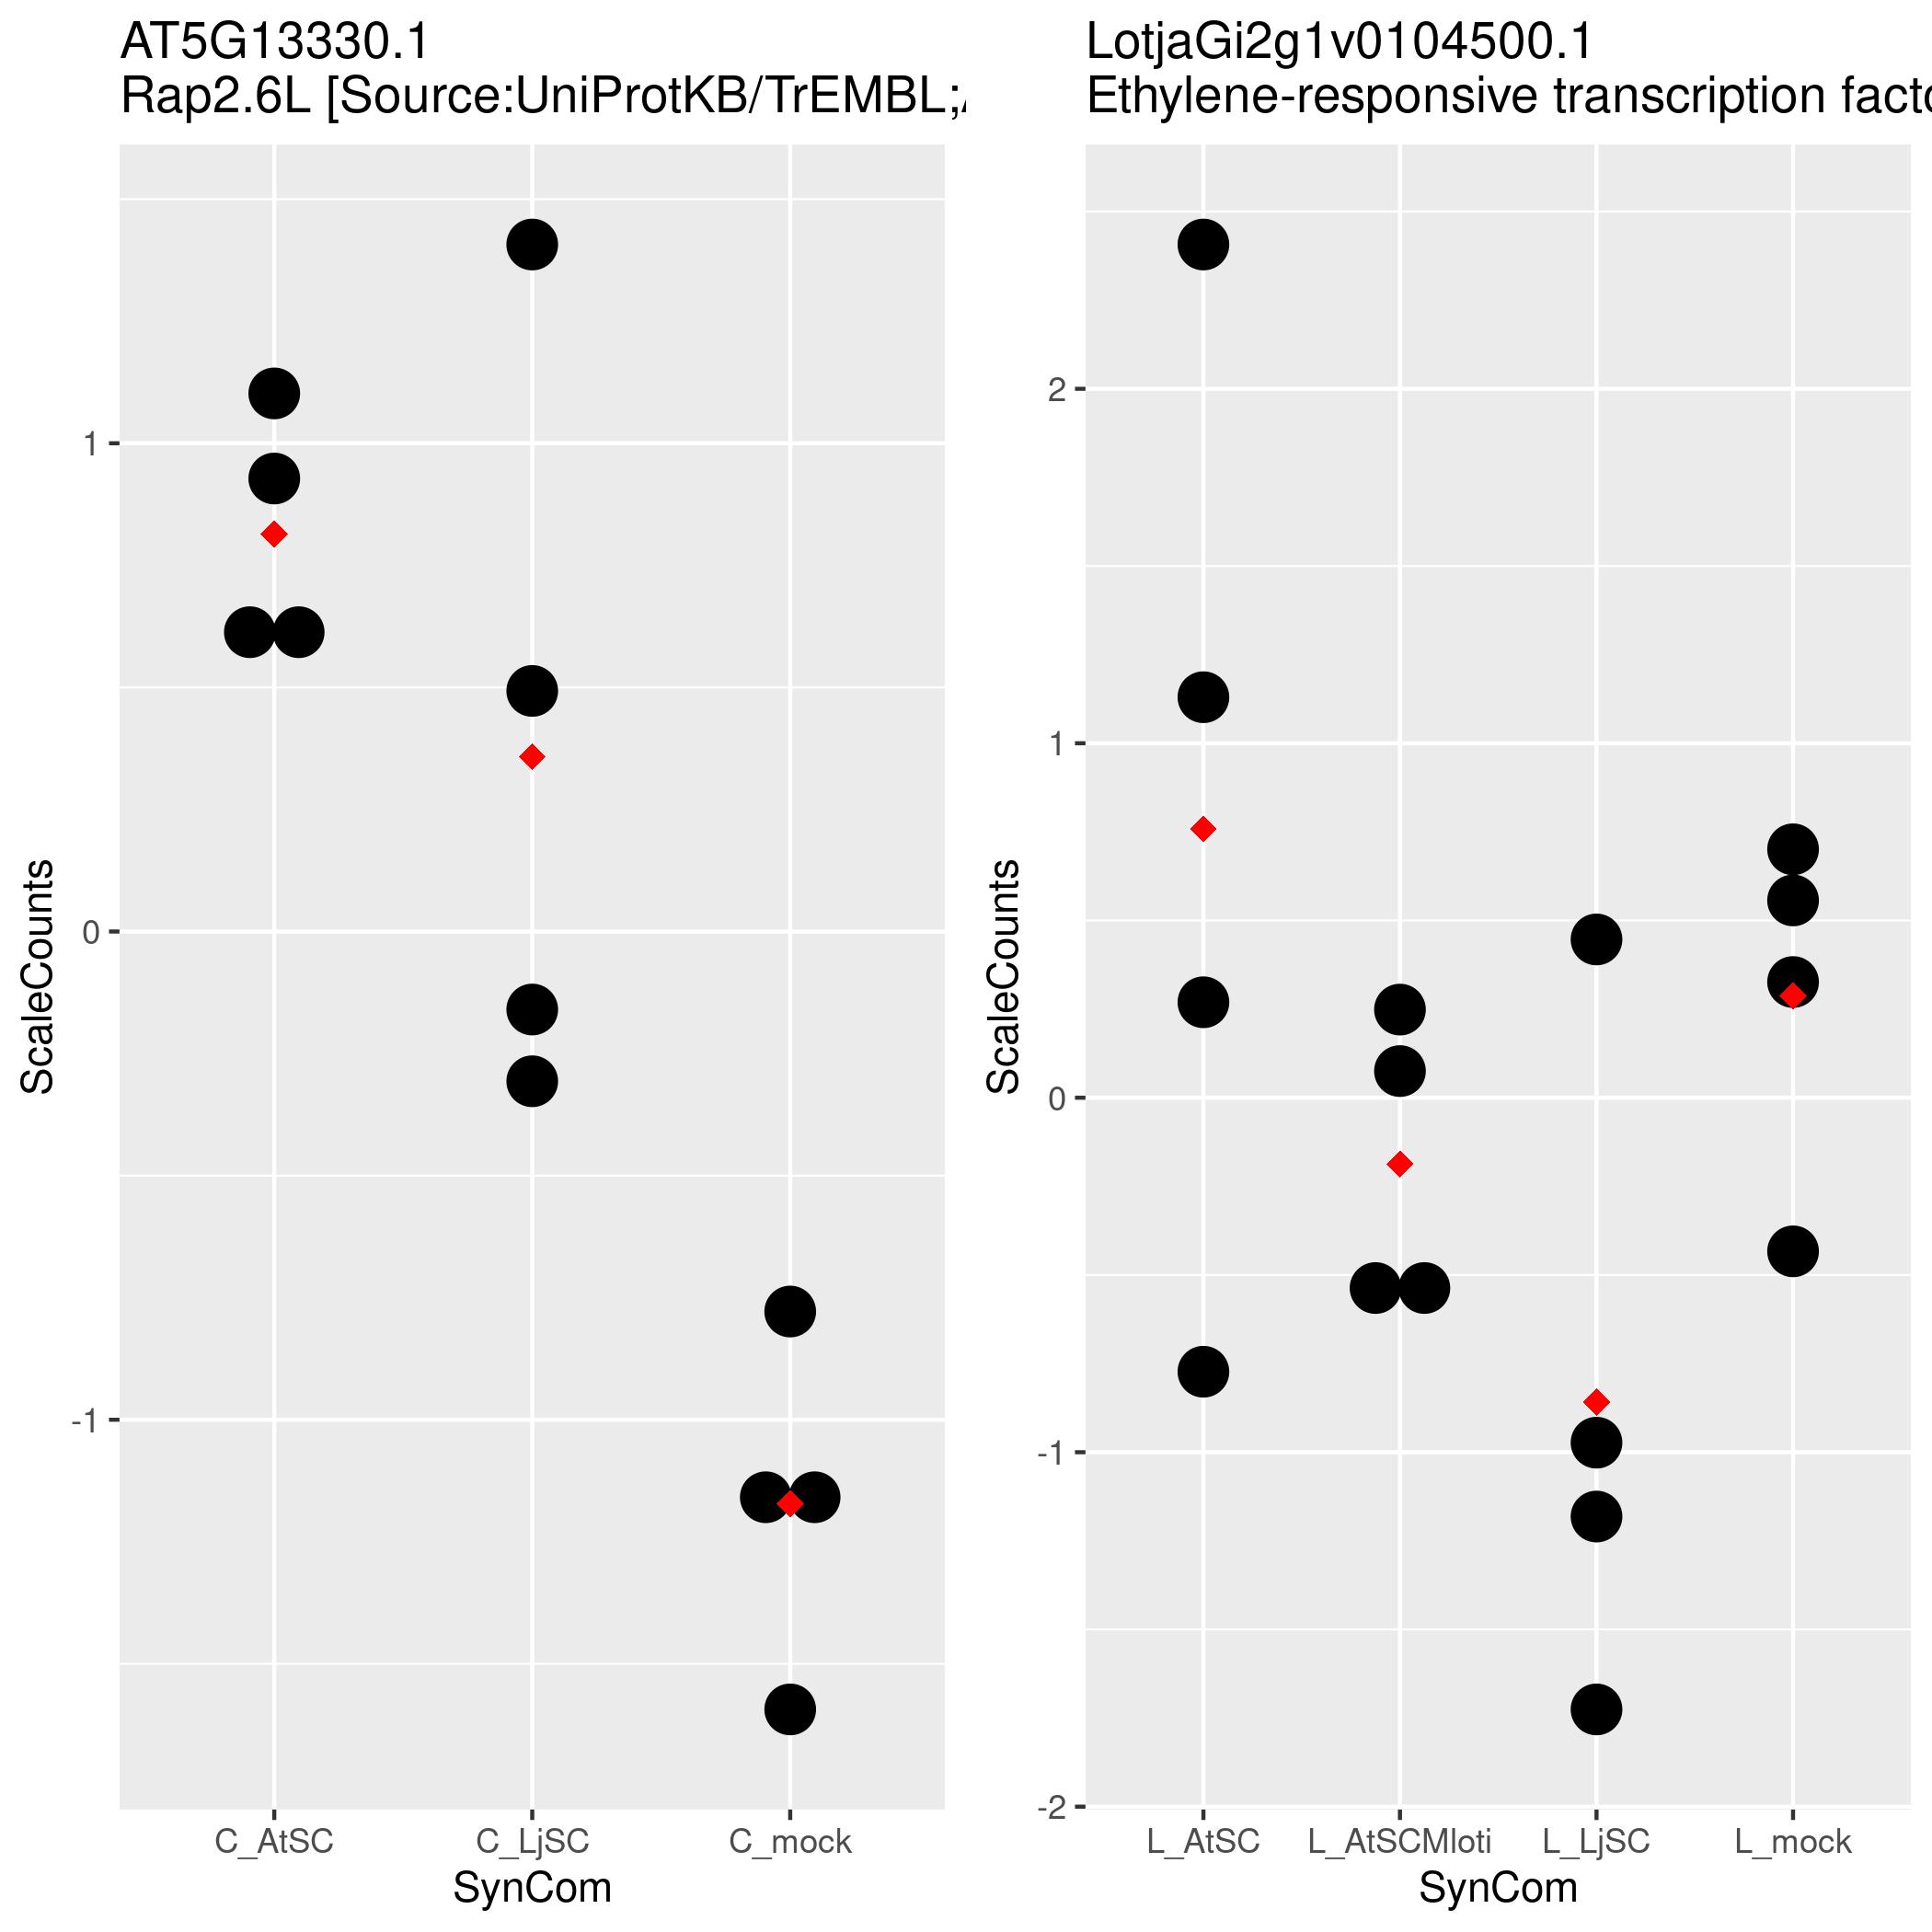 AT5G13330.1
Rap2.6L [Source:UniProtKB/TrEMBL;
ScaleCounts
1
0
-1
C_AtSC
C_LjSC
C_mock
SynCom
LotjaGi2g1v0104500.1
Ethylene-responsive transcription facto
ScaleCounts
2
1
0
-1
-2
L_AtSC
L_AtSCMloti
L_LjSC
L_mock
SynCom